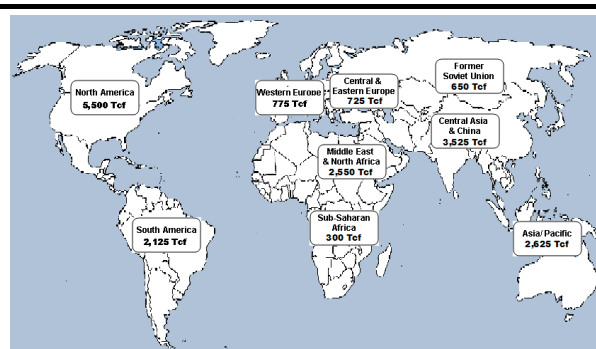 North America
5,500 Tcf
Western Europe
775 Tcf
Central &
Eastern Europe
725 Tcf
Former
Soviet Union
650 Tcf
Central Asia
& China
3,525 Tcf
Middle East
& North Africa
2,550 Tcf
Sub-Saharan
Africa
300 Tcf
South America
2,125 Tcf
Asia/ Pacific
2,625 Tcf